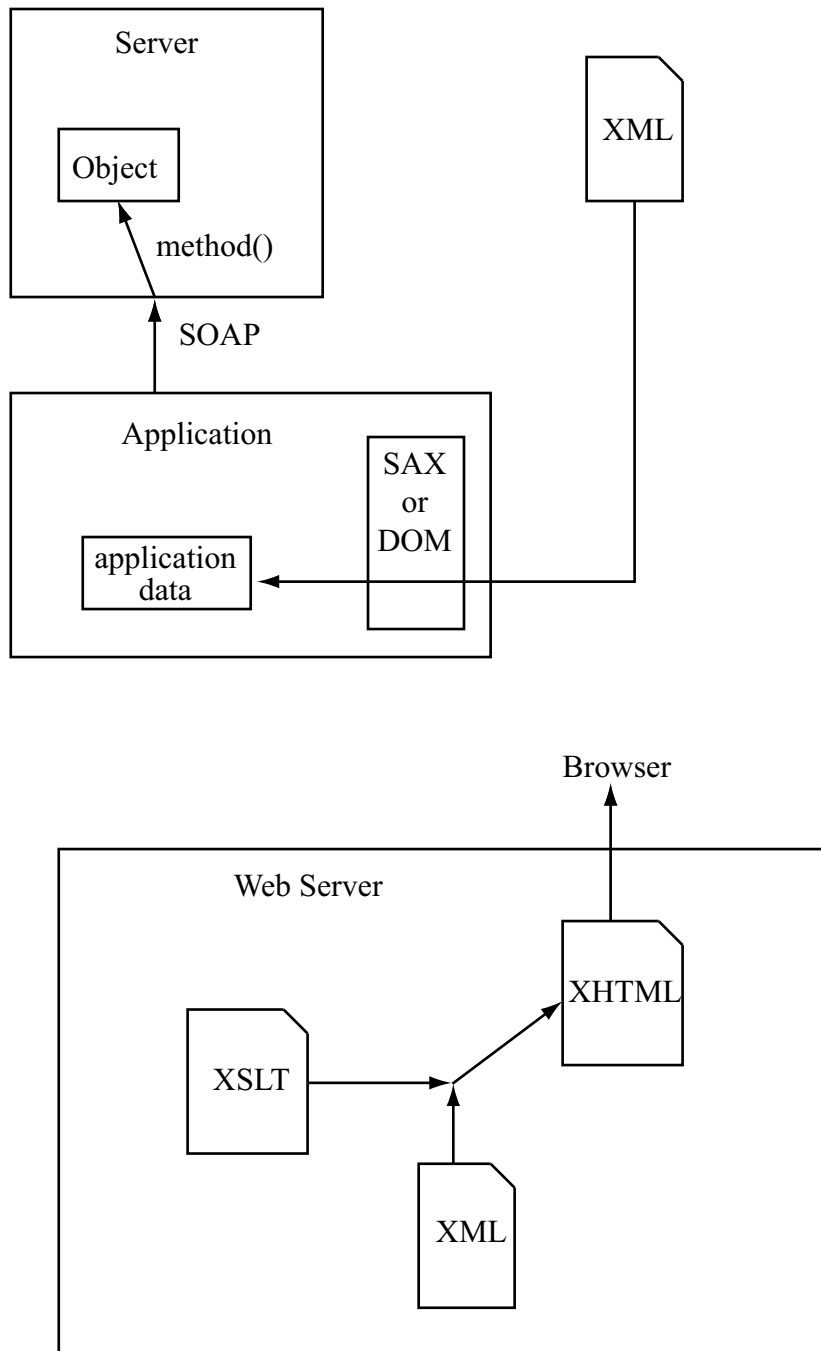 Server
XML
Object
method()
SOAP
Application
SAX
or
DOM
application
data
Browser
Web Server
XHTML
XSLT
XML